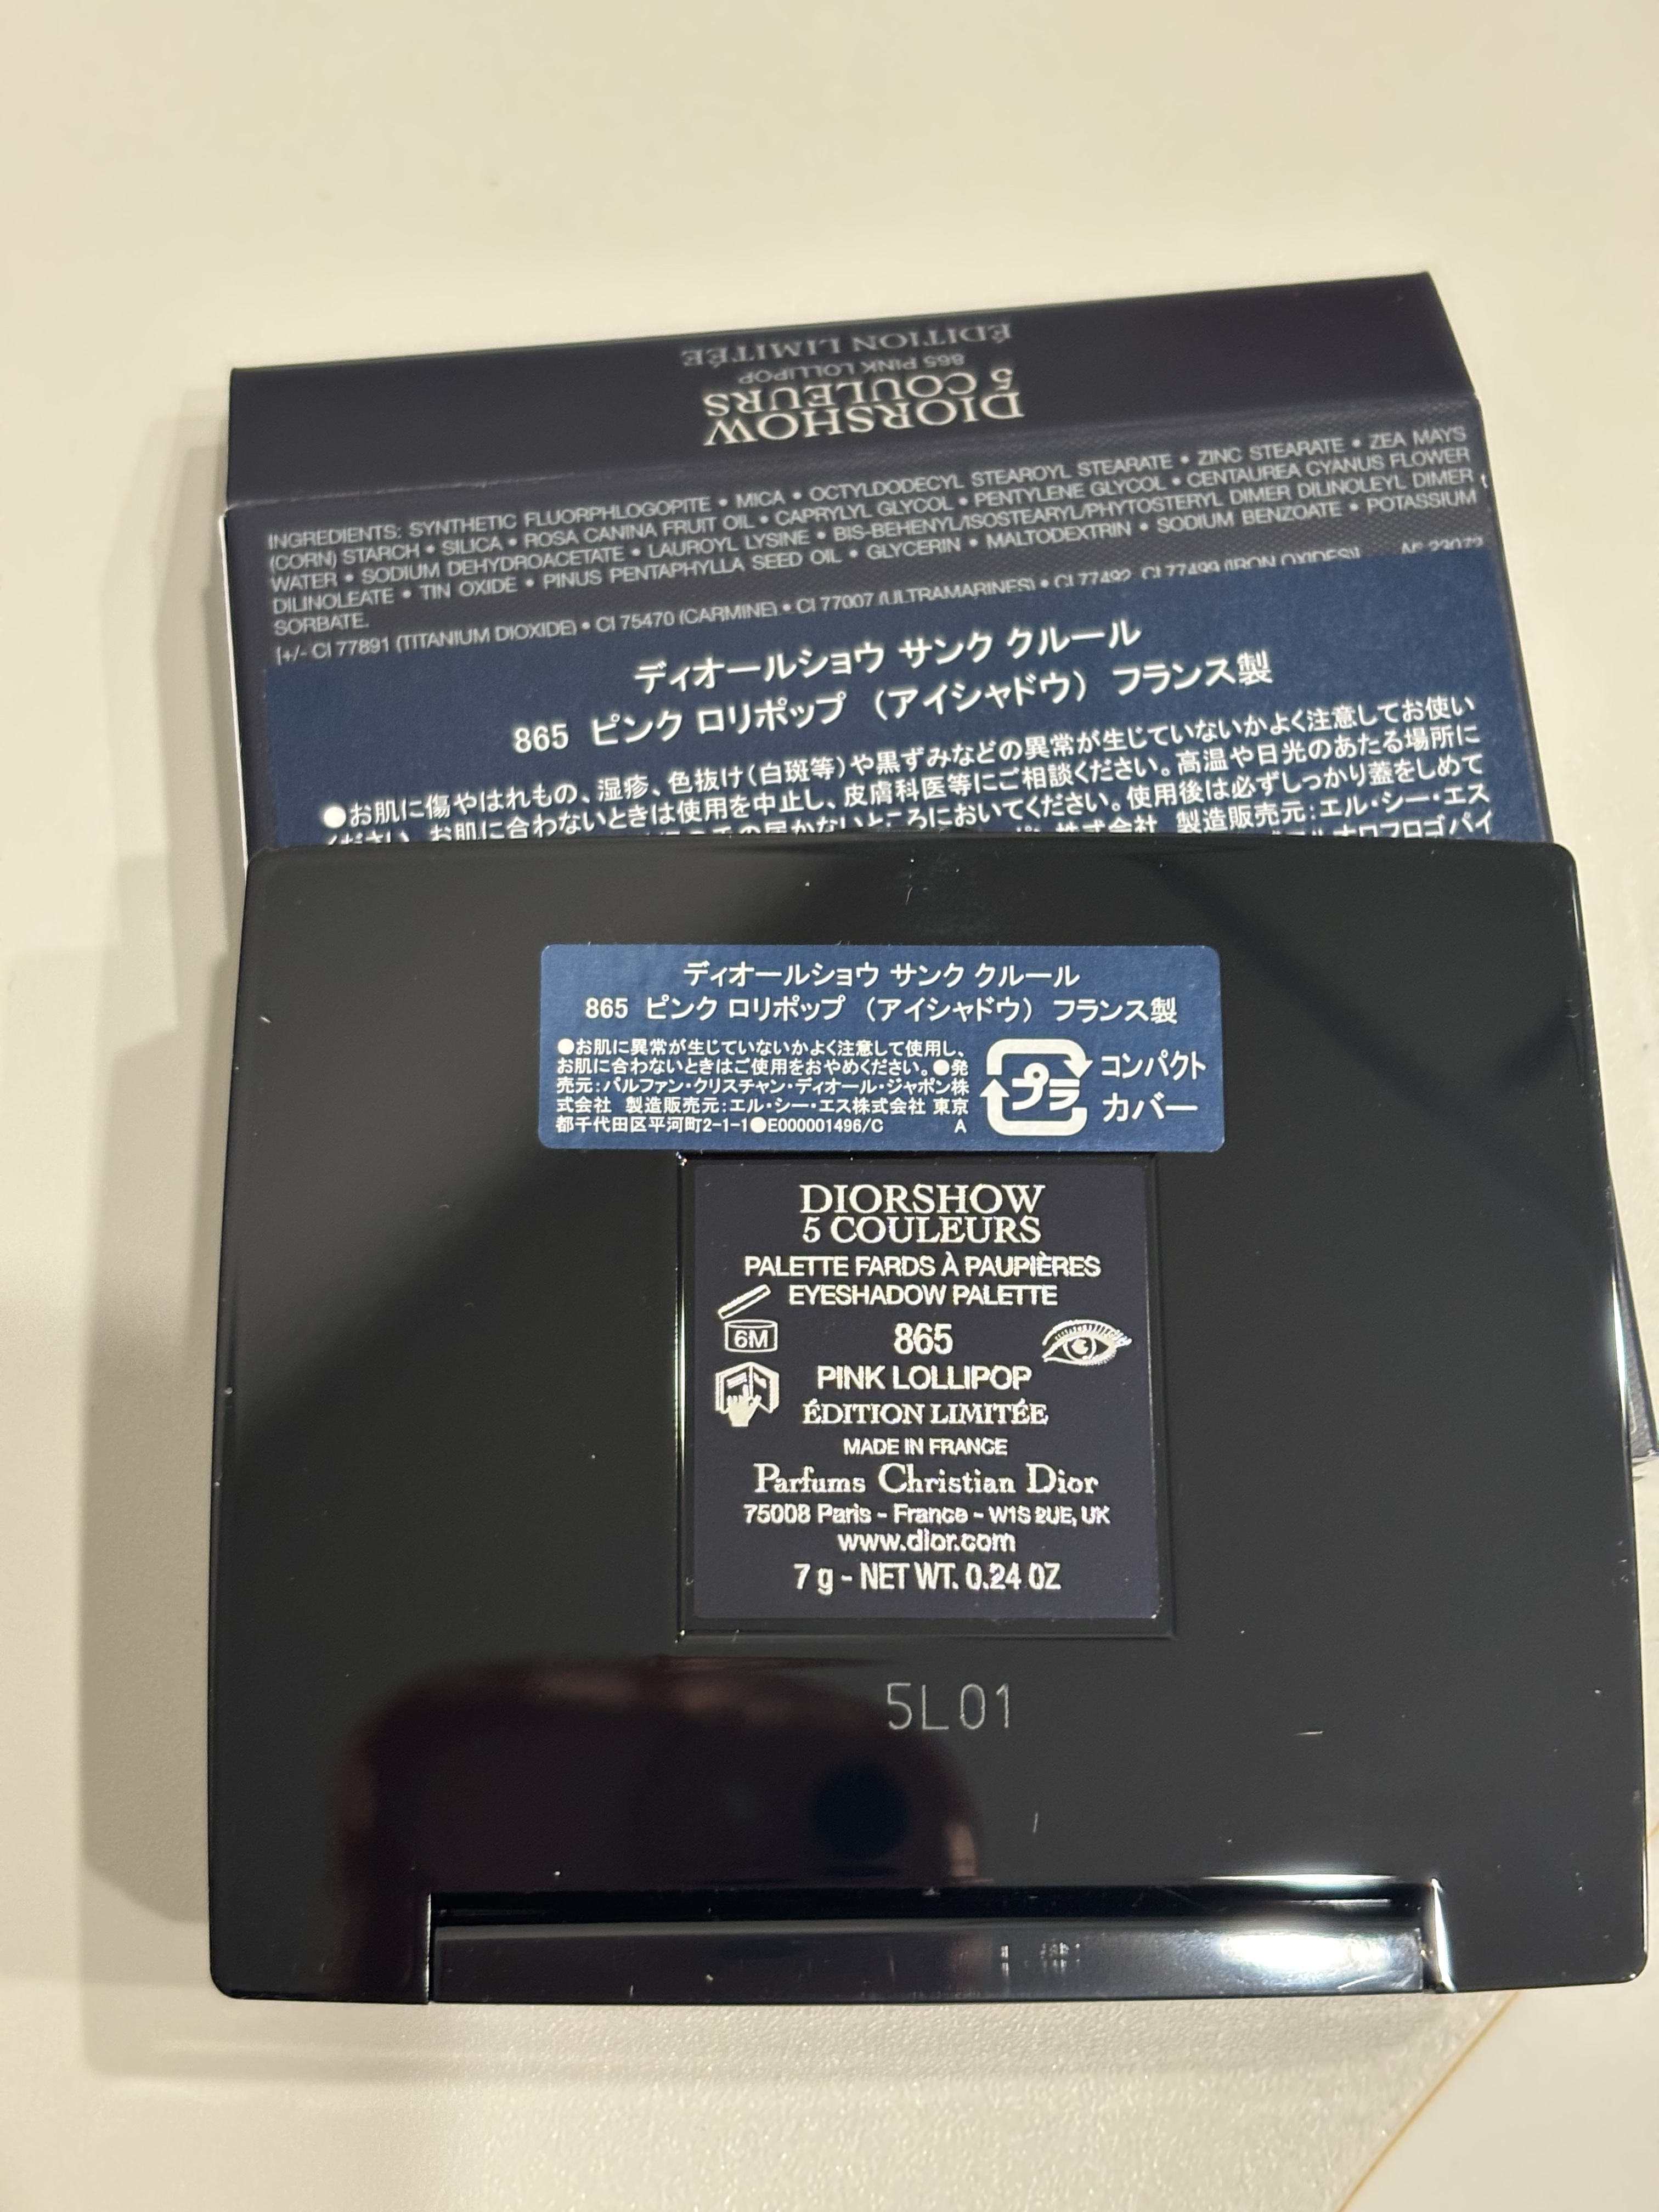 ÉDITION LIMITÉE
865 PINK LOLLIPOP
5 COULEURS
DIORSHOW
INGREDIENTS: SYNTHETIC FLUORPHLOGOPITE • MICA • OCTYLDODECYL STEAROYL STEARATE • ZINC STEARATE • ZEA MAYS
(CORN) STARCH • SILICA • ROSA CANINA FRUIT OIL • CAPRYLYL GLYCOL • PENTYLENE GLYCOL • CENTAUREA CYANUS FLOWER
WATER • SODIUM DEHYDROACETATE • LAUROYL LYSINE • BIS-BEHENYL/ISOSTEARYL/PHYTOSTERYL DIMER DILINOLEYL DIMER
DILINOLEATE • TIN OXIDE • PINUS PENTAPHYLLA SEED OIL • GLYCERIN • MALTODEXTRIN • SODIUM BENZOATE • POTASSIUM
SORBATE.
[+/- CI 77891 (TITANIUM DIOXIDE) • CI 75470 (CARMINE) • CI 77007 (ULTRAMARINES) • CI 77492, CI 77499 (IRON OXIDES)] N° 23073
ディオールショウ サンク クルール
865 ピンク ロリポップ （アイシャドウ） フランス製
●お肌に傷やはれもの、湿疹、色抜け（白斑等）や黒ずみなどの異常が生じていないかよく注意してお使い
ください。お肌に合わないときは使用を中止し、皮膚科医等にご相談ください。高温や日光のあたる場所に
の届かないところにおいてください。使用後は必ずしっかり蓋をしめて
株式会社 製造販売元：エル・シー・エス
ディオールショウ サンク クルール
865 ピンク ロリポップ （アイシャドウ） フランス製
●お肌に異常が生じていないかよく注意して使用し、
お肌に合わないときはご使用をおやめください。●発
売元：パルファン・クリスチャン・ディオール・ジャポン株
式会社 製造販売元：エル・シー・エス株式会社 東京
都千代田区平河町2-1-1●E000001496/C A
プラ
コンパクト
カバー
DIORSHOW
5 COULEURS
PALETTE FARDS À PAUPIÈRES
EYESHADOW PALETTE
6M
865
PINK LOLLIPOP
ÉDITION LIMITÉE
MADE IN FRANCE
Parfums Christian Dior
75008 Paris - France - W1S 2UE, UK
www.dior.com
7 g - NET WT. 0.24 OZ
5L01